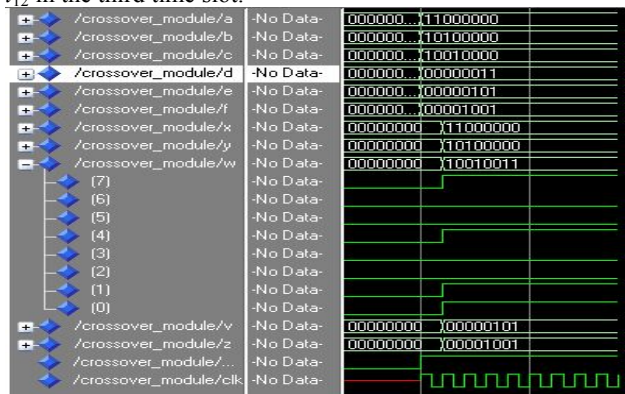 t12 in the third time slot.
/crossover_module/a -No Data- 000000... 11000000
/crossover_module/b -No Data- 000000... 10100000
/crossover_module/c -No Data- 000000... 10010000
/crossover_module/d -No Data- 000000... 00000011
/crossover_module/e -No Data- 000000... 00000101
/crossover_module/f -No Data- 000000... 00001001
/crossover_module/x -No Data- 00000000 11000000
/crossover_module/y -No Data- 00000000 10100000
/crossover_module/w -No Data- 00000000 10010011
(7) -No Data-
(6) -No Data-
(5) -No Data-
(4) -No Data-
(3) -No Data-
(2) -No Data-
(1) -No Data-
(0) -No Data-
/crossover_module/v -No Data- 00000000 00000101
/crossover_module/z -No Data- 00000000 00001001
/crossover_module/... -No Data-
/crossover_module/clk -No Data-